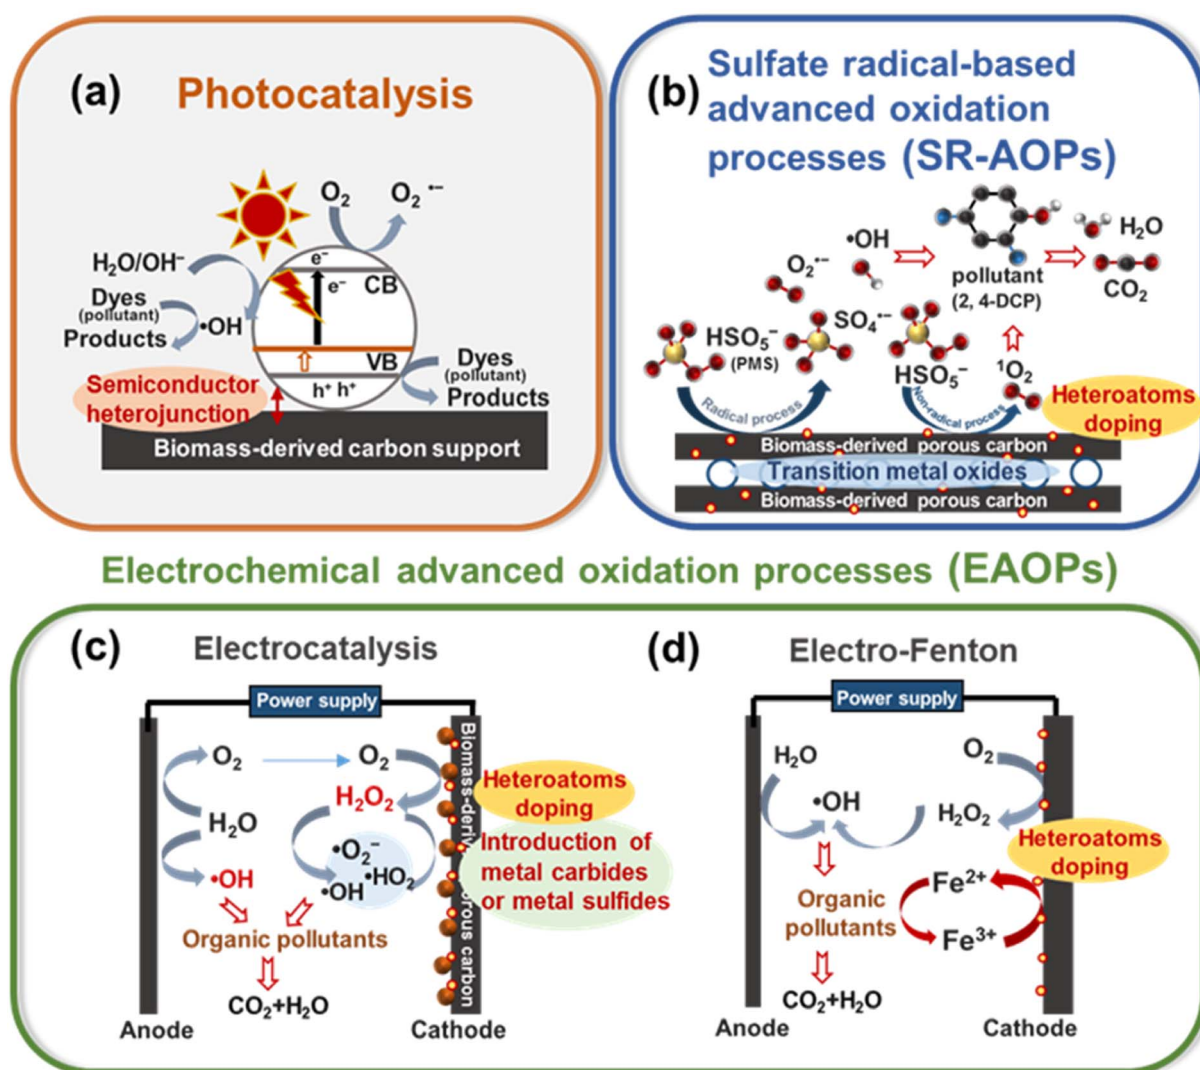 (a)
Photocatalysis
O₂
O₂ •−
H₂O/OH⁻
Dyes
(pollutant)
Products
•OH
e⁻
e⁻
CB
VB
h⁺ h⁺
Dyes
(pollutant)
Products
Semiconductor
heterojunction
Biomass-derived carbon support
(b)
Sulfate radical-based
advanced oxidation
processes (SR-AOPs)
•OH
O₂•−
HSO₅⁻
(PMS)
SO₄•−
HSO₅⁻
pollutant
(2, 4-DCP)
H₂O
CO₂
¹O₂
Radical process
Non-radical process
Heteroatoms
doping
Biomass-derived porous carbon
Transition metal oxides
Biomass-derived porous carbon
Electrochemical advanced oxidation processes (EAOPs)
(c)
Electrocatalysis
Power supply
O₂
O₂
H₂O₂
H₂O
•OH
•O₂⁻
•HO₂
•OH
Organic pollutants
CO₂+H₂O
Anode
Cathode
Biomass-deriv
rous carbon
Heteroatoms
doping
Introduction of
metal carbides
or metal sulfides
(d)
Electro-Fenton
Power supply
H₂O
O₂
•OH
H₂O₂
Heteroatoms
doping
Fe²⁺
Fe³⁺
Organic
pollutants
CO₂+H₂O
Anode
Cathode